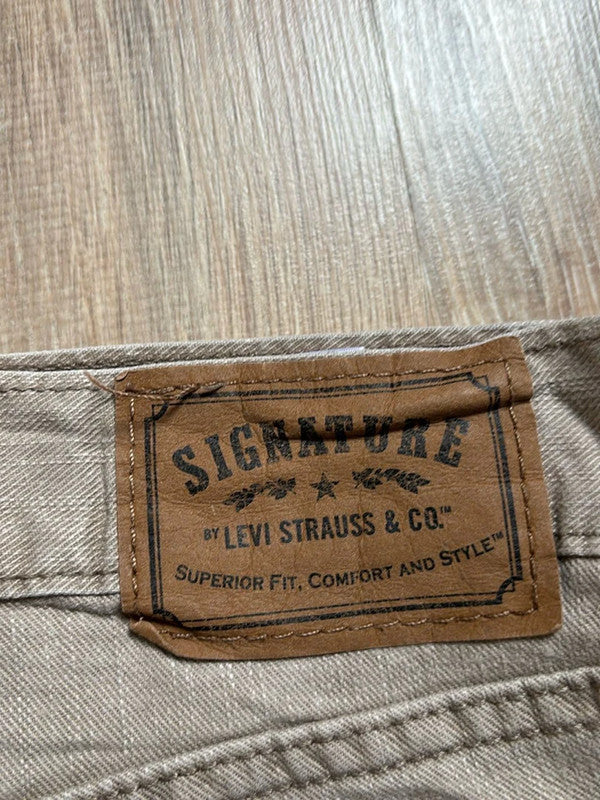 SIGNATURE
BY LEVI STRAUSS & CO.™
SUPERIOR FIT, COMFORT AND STYLE™